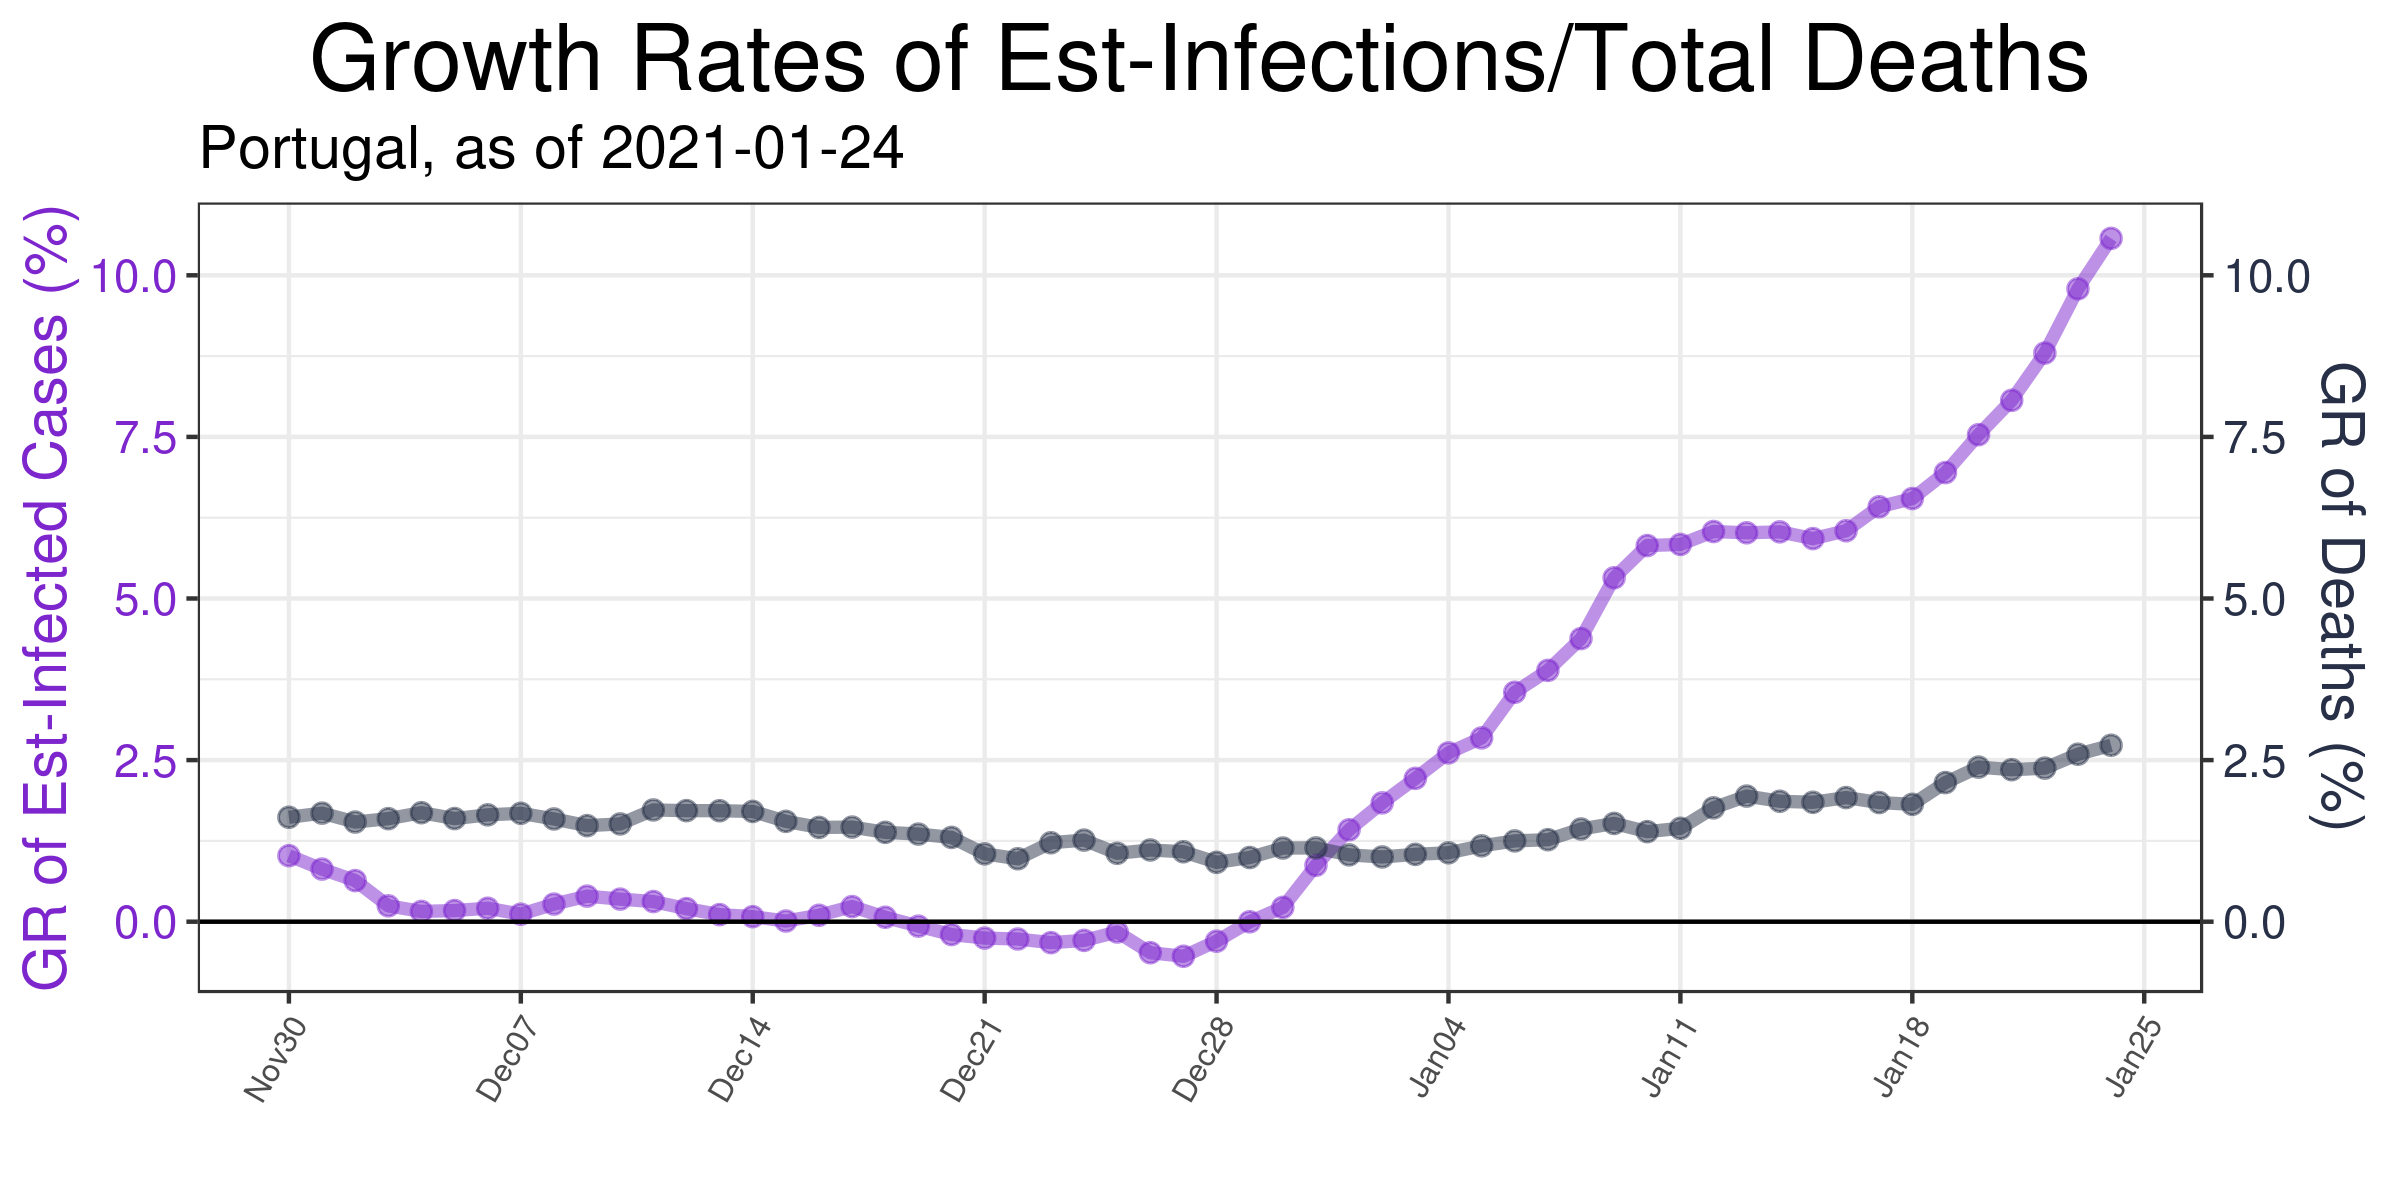 Growth Rates of Est-Infections/Total Deaths
Portugal, as of 2021-01-24
GR of Est-Infected Cases (%)
10.0
7.5
5.0
2.5
0.0
10.0
7.5
5.0
2.5
0.0
GR of Deaths (%)
Nov30
Dec07
Dec14
Dec21
Dec28
Jan04
Jan11
Jan18
Jan25